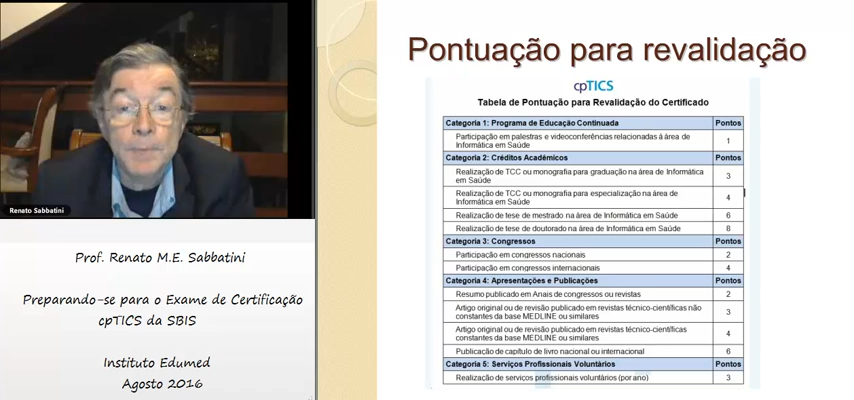 Renato Sabbatini
Prof. Renato M.E. Sabbatini
Preparando-se para o Exame de Certificação
cpTICS da SBIS
Instituto Edumed
Agosto 2016
Pontuação para revalidação
cpTICS
Tabela de Pontuação para Revalidação do Certificado
Categoria 1: Programa de Educação Continuada Pontos
Participação em palestras e videoconferências relacionadas à área de
Informática em Saúde 1
Categoria 2: Créditos Acadêmicos Pontos
Realização de TCC ou monografia para graduação na área de Informática
em Saúde 3
Realização de TCC ou monografia para especialização na área de
Informática em Saúde 4
Realização de tese de mestrado na área de Informática em Saúde 6
Realização de tese de doutorado na área de Informática em Saúde 8
Categoria 3: Congressos Pontos
Participação em congressos nacionais 2
Participação em congressos internacionais 4
Categoria 4: Apresentações e Publicações Pontos
Resumo publicado em Anais de congressos ou revistas 2
Artigo original ou de revisão publicado em revistas técnico-científicas não
constantes da base MEDLINE ou similares 3
Artigo original ou de revisão publicado em revistas técnico-científicas
constantes da base MEDLINE ou similares 4
Publicação de capítulo de livro nacional ou internacional 6
Categoria 5: Serviços Profissionais Voluntários Pontos
Realização de serviços profissionais voluntários (por ano) 3